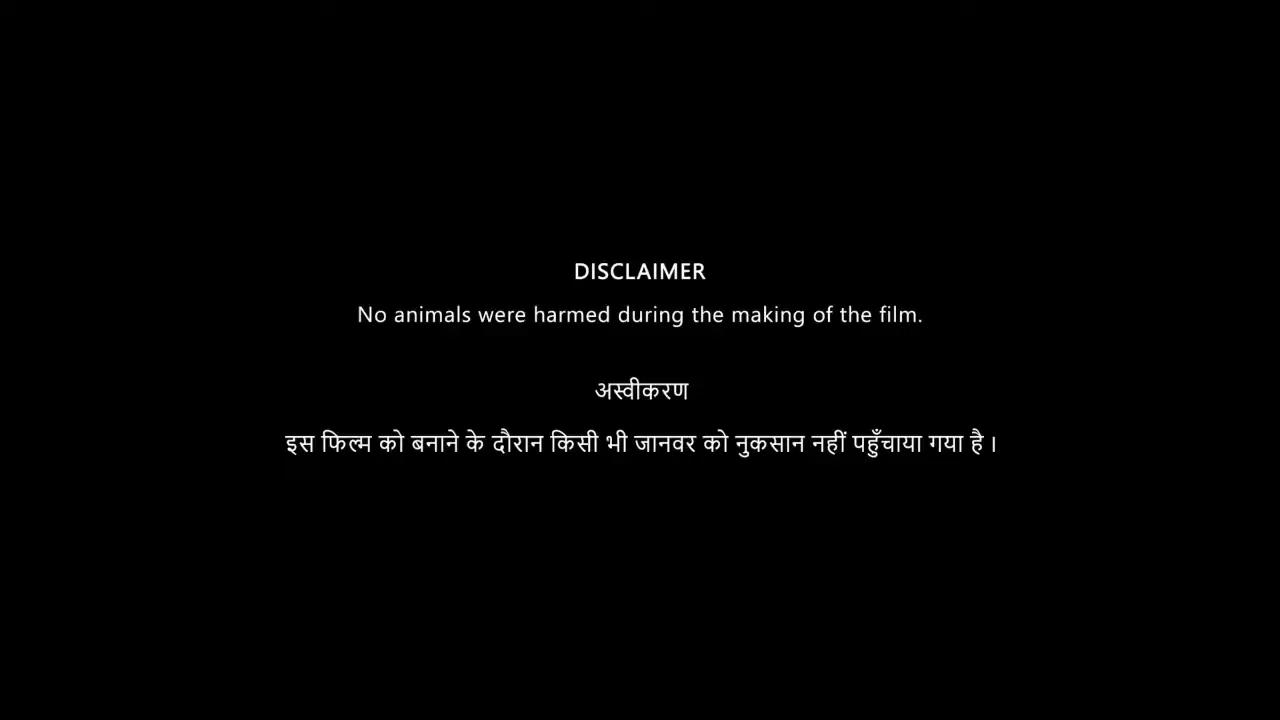 DISCLAIMER
No animals were harmed during the making of the film.
अस्वीकरण
इस फिल्म को बनाने के दौरान किसी भी जानवर को नुकसान नहीं पहुँचाया गया है ।